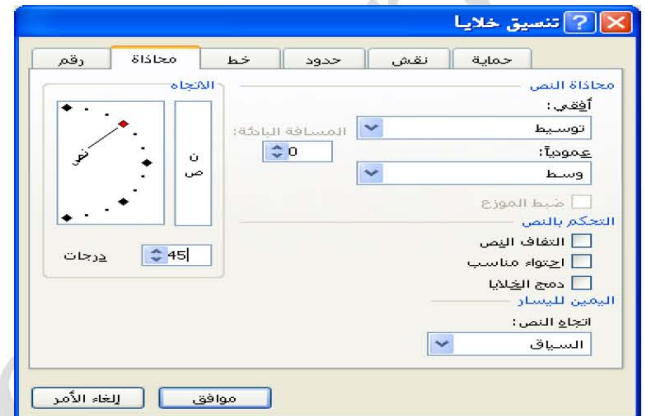 تنسيق خلايا
رقم
محاذاة
خط
حدود
نقش
حماية
محاذاة النص
أفقي:
توسيط
المسافة البادئة:
0
عمودياً:
وسط
ضبط الموزع
التحكم بالنص
التفاف النص
احتواء مناسب
دمج الخلايا
اليمين لليسار
اتجاه النص:
السياق
الاتجاه
ن
ص
نص
45
درجات
موافق
إلغاء الأمر